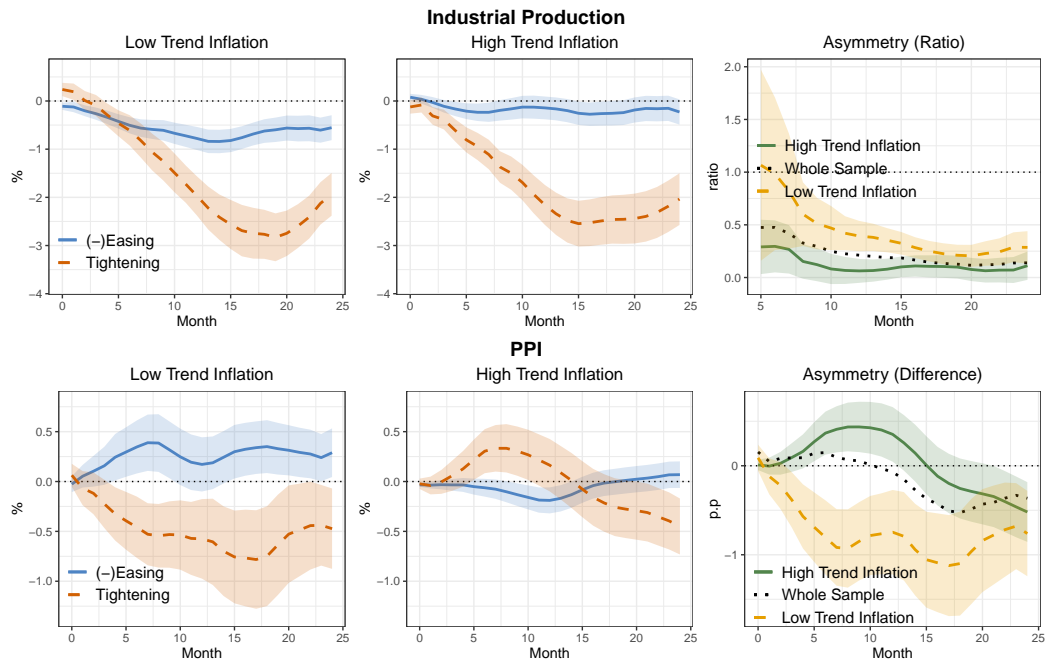 Industrial Production
Low Trend Inflation
High Trend Inflation
Asymmetry (Ratio)
0
−1
−2
−3
−4
%
(−)Easing
Tightening
0 5 10 15 20 25
Month
0
−1
−2
−3
−4
%
0 5 10 15 20 25
Month
2.0
1.5
1.0
0.5
0.0
ratio
High Trend Inflation
Whole Sample
Low Trend Inflation
5 10 15 20
Month
PPI
Low Trend Inflation
High Trend Inflation
Asymmetry (Difference)
0.5
0.0
−0.5
−1.0
%
(−)Easing
Tightening
0 5 10 15 20 25
Month
0.5
0.0
−0.5
−1.0
%
(−)Easing
Tightening
0 5 10 15 20 25
Month
0
−1
p.p
High Trend Inflation
Whole Sample
Low Trend Inflation
0 5 10 15 20 25
Month